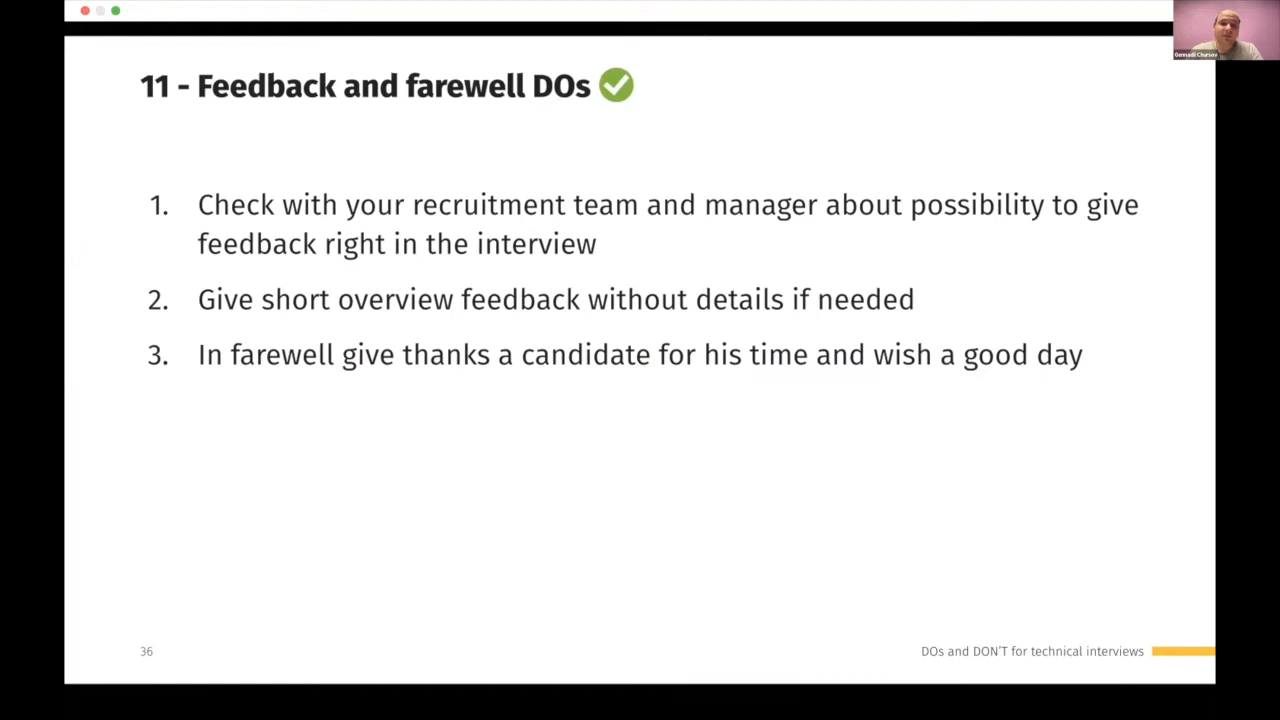 Gennadii Chursov
11 - Feedback and farewell DOs ✅
1. Check with your recruitment team and manager about possibility to give
feedback right in the interview
2. Give short overview feedback without details if needed
3. In farewell give thanks a candidate for his time and wish a good day
36
DOs and DON'T for technical interviews